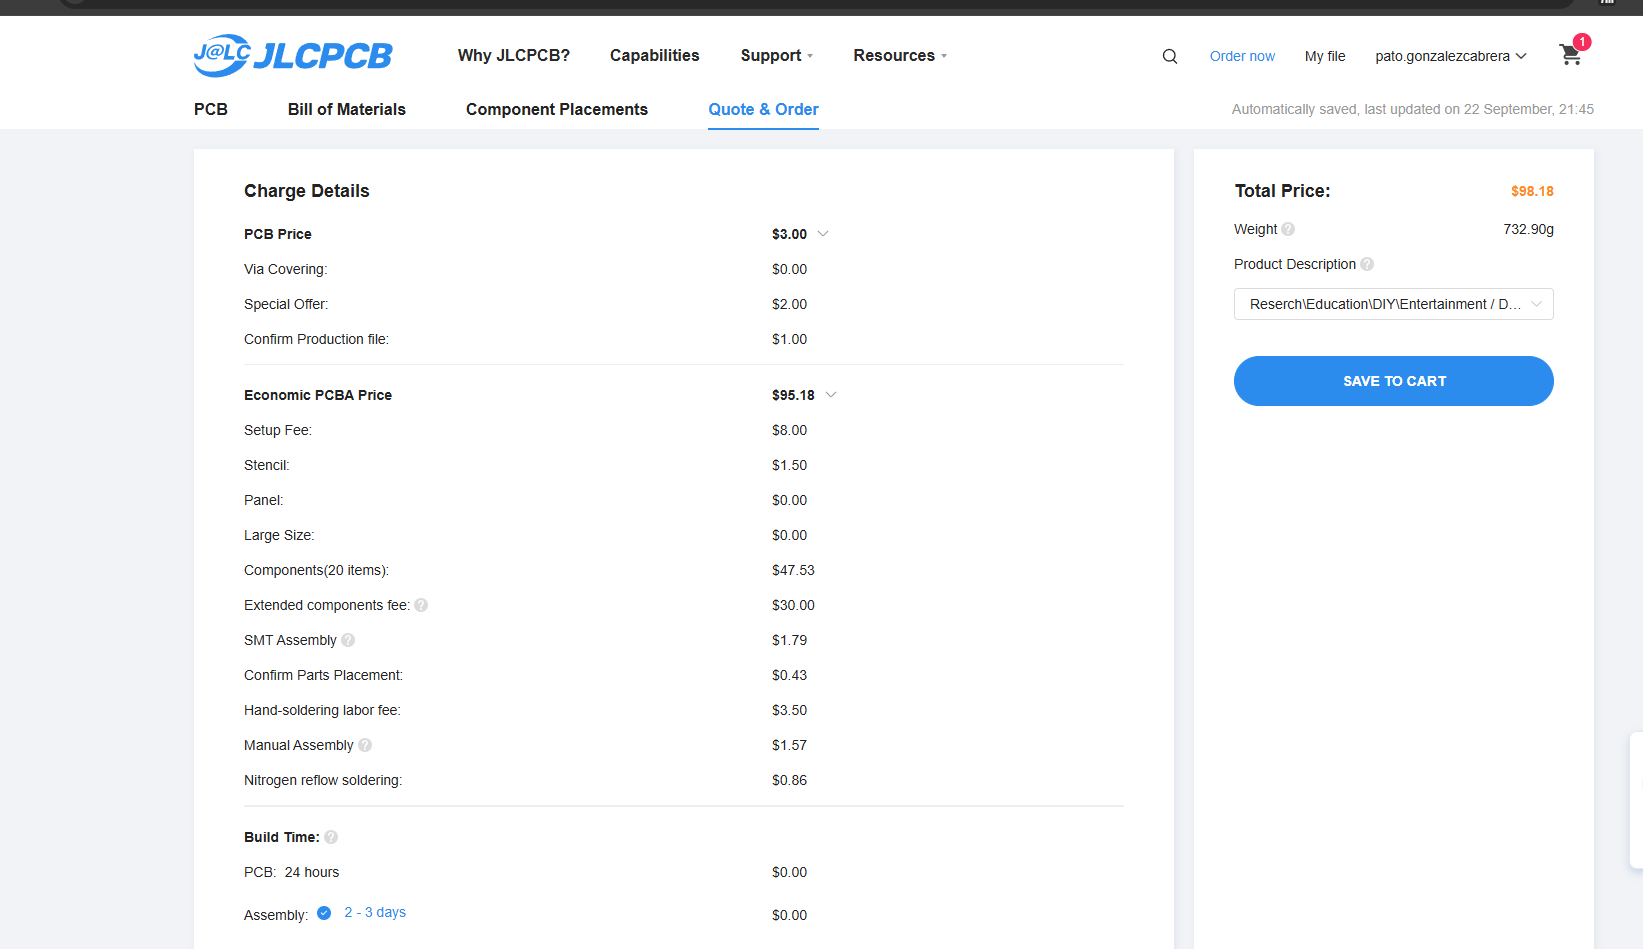 J@LC JLCPCB
Why JLCPCB? Capabilities Support Resources Order now My file pato.gonzalezcabrera 1
PCB Bill of Materials Component Placements Quote & Order Automatically saved, last updated on 22 September, 21:45
Charge Details
PCB Price $3.00
Via Covering: $0.00
Special Offer: $2.00
Confirm Production file: $1.00
Economic PCBA Price $95.18
Setup Fee: $8.00
Stencil: $1.50
Panel: $0.00
Large Size: $0.00
Components(20 items): $47.53
Extended components fee: ? $30.00
SMT Assembly ? $1.79
Confirm Parts Placement: $0.43
Hand-soldering labor fee: $3.50
Manual Assembly ? $1.57
Nitrogen reflow soldering: $0.86
Build Time: ?
PCB: 24 hours $0.00
Assembly: 2 - 3 days $0.00
Total Price: $98.18
Weight ? 732.90g
Product Description ?
Reserch\Education\DIY\Entertainment / D...
SAVE TO CART